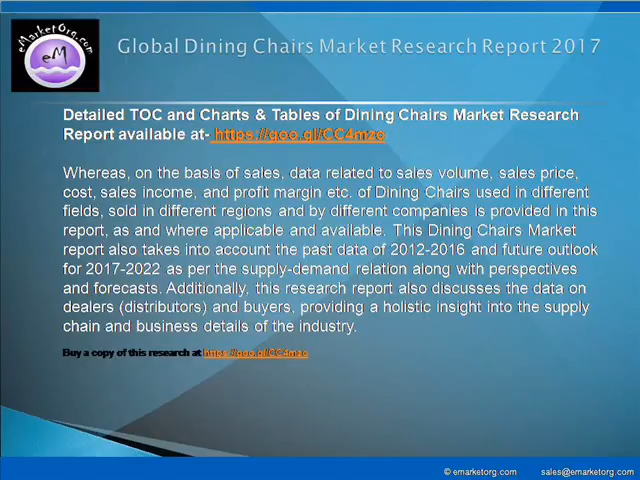 eMarketOrg.com
eM
Global Dining Chairs Market Research Report 2017
Detailed TOC and Charts & Tables of Dining Chairs Market Research
Report available at- https://goo.gl/CC4mzo
Whereas, on the basis of sales, data related to sales volume, sales price,
cost, sales income, and profit margin etc. of Dining Chairs used in different
fields, sold in different regions and by different companies is provided in this
report, as and where applicable and available. This Dining Chairs Market
report also takes into account the past data of 2012-2016 and future outlook
for 2017-2022 as per the supply-demand relation along with perspectives
and forecasts. Additionally, this research report also discusses the data on
dealers (distributors) and buyers, providing a holistic insight into the supply
chain and business details of the industry.
Buy a copy of this research at https://goo.gl/CC4mzo
© emarketorg.com sales@emarketorg.com